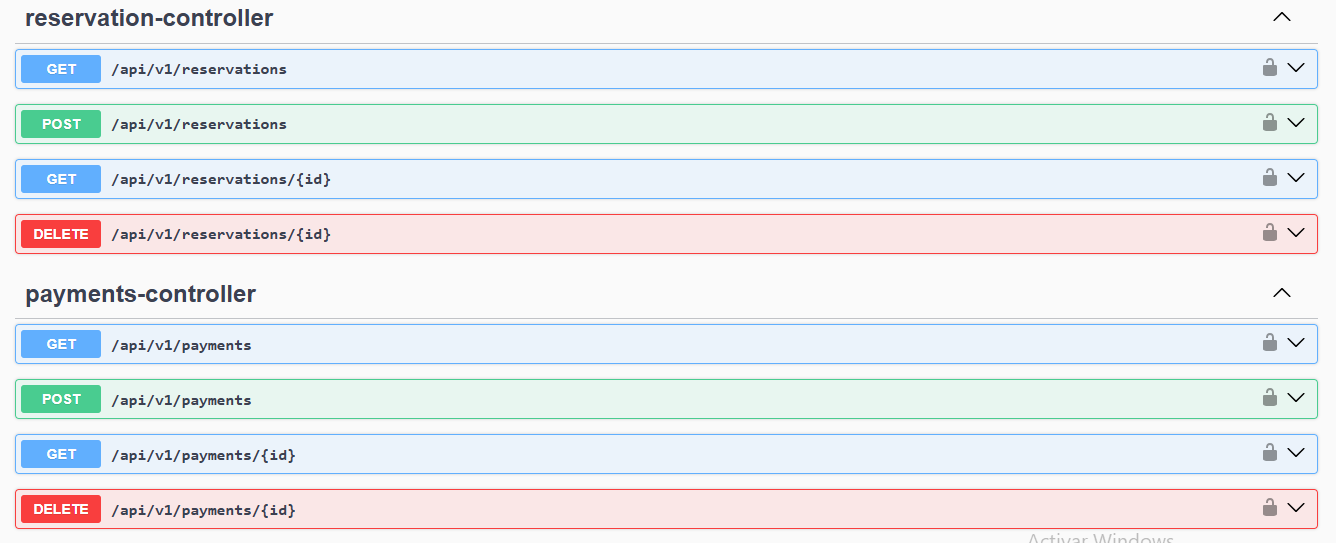 reservation-controller
GET /api/v1/reservations
POST /api/v1/reservations
GET /api/v1/reservations/{id}
DELETE /api/v1/reservations/{id}
payments-controller
GET /api/v1/payments
POST /api/v1/payments
GET /api/v1/payments/{id}
DELETE /api/v1/payments/{id}
Activar Windows